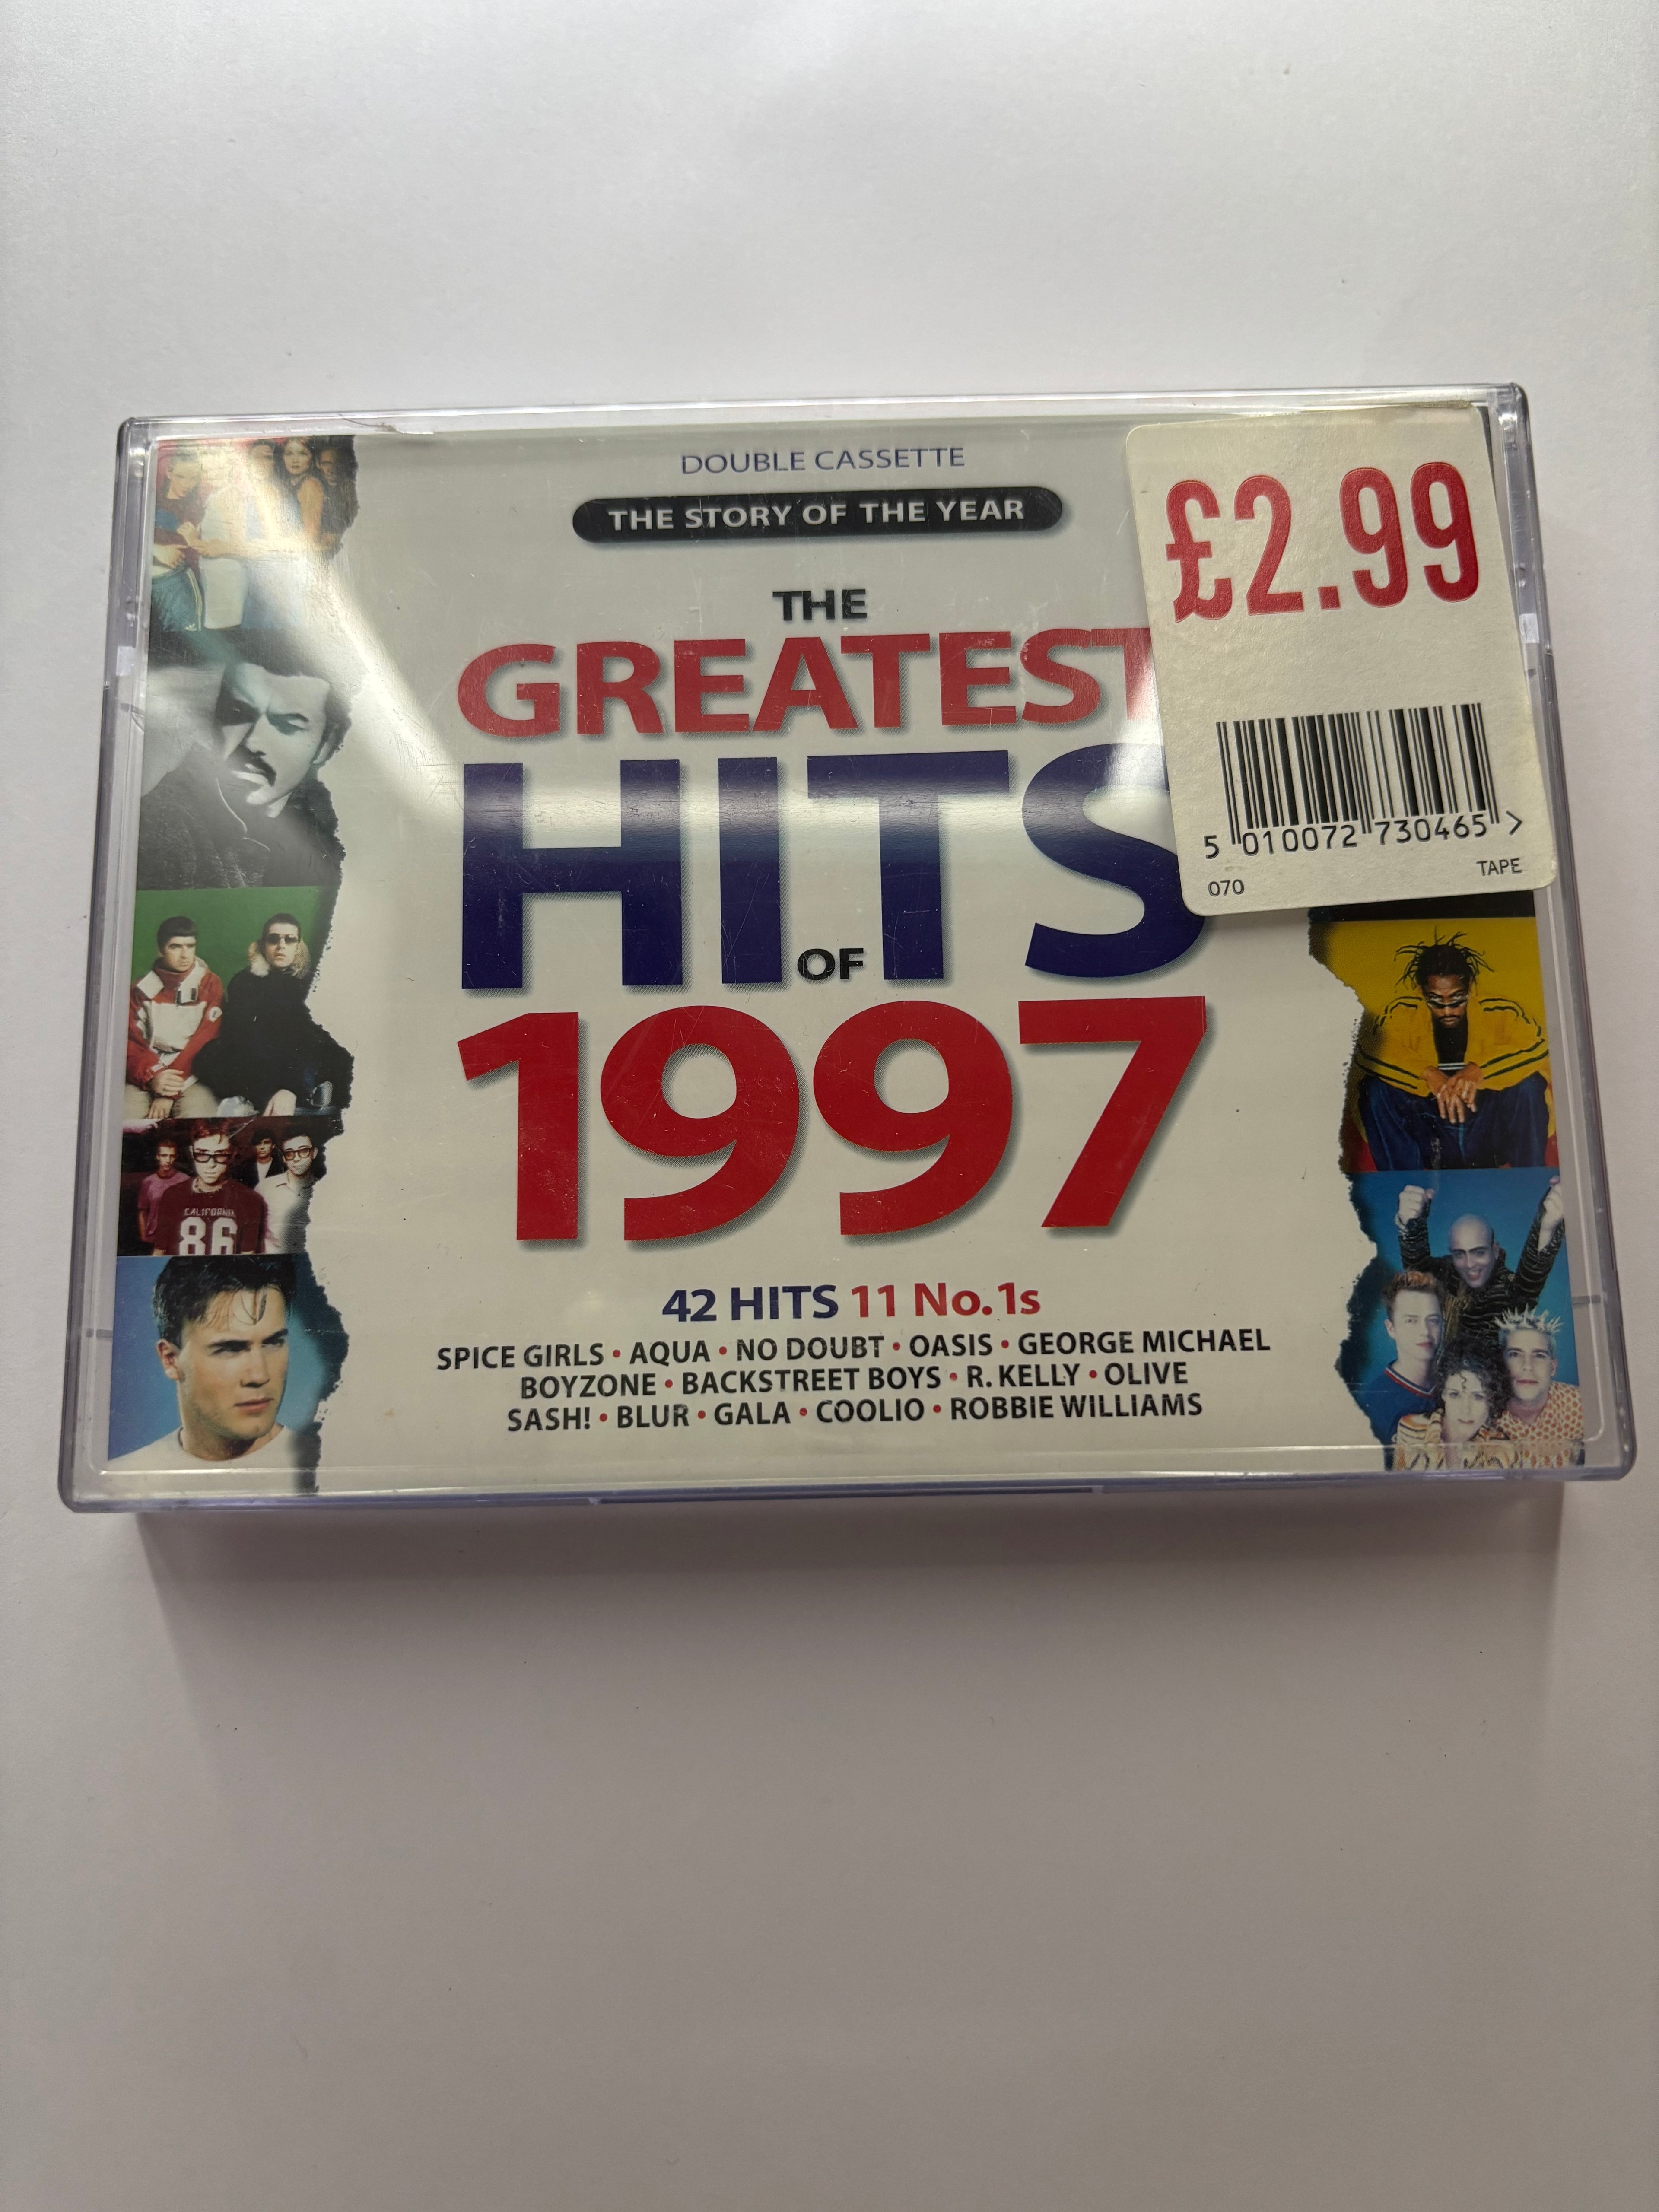 DOUBLE CASSETTE
THE STORY OF THE YEAR
£2.99
THE
GREATEST
HITS
OF
1997
5 010072 730465 >
070 TAPE
CALIFORNIA
86
42 HITS 11 No.1s
SPICE GIRLS • AQUA • NO DOUBT • OASIS • GEORGE MICHAEL
BOYZONE • BACKSTREET BOYS • R. KELLY • OLIVE
SASH! • BLUR • GALA • COOLIO • ROBBIE WILLIAMS